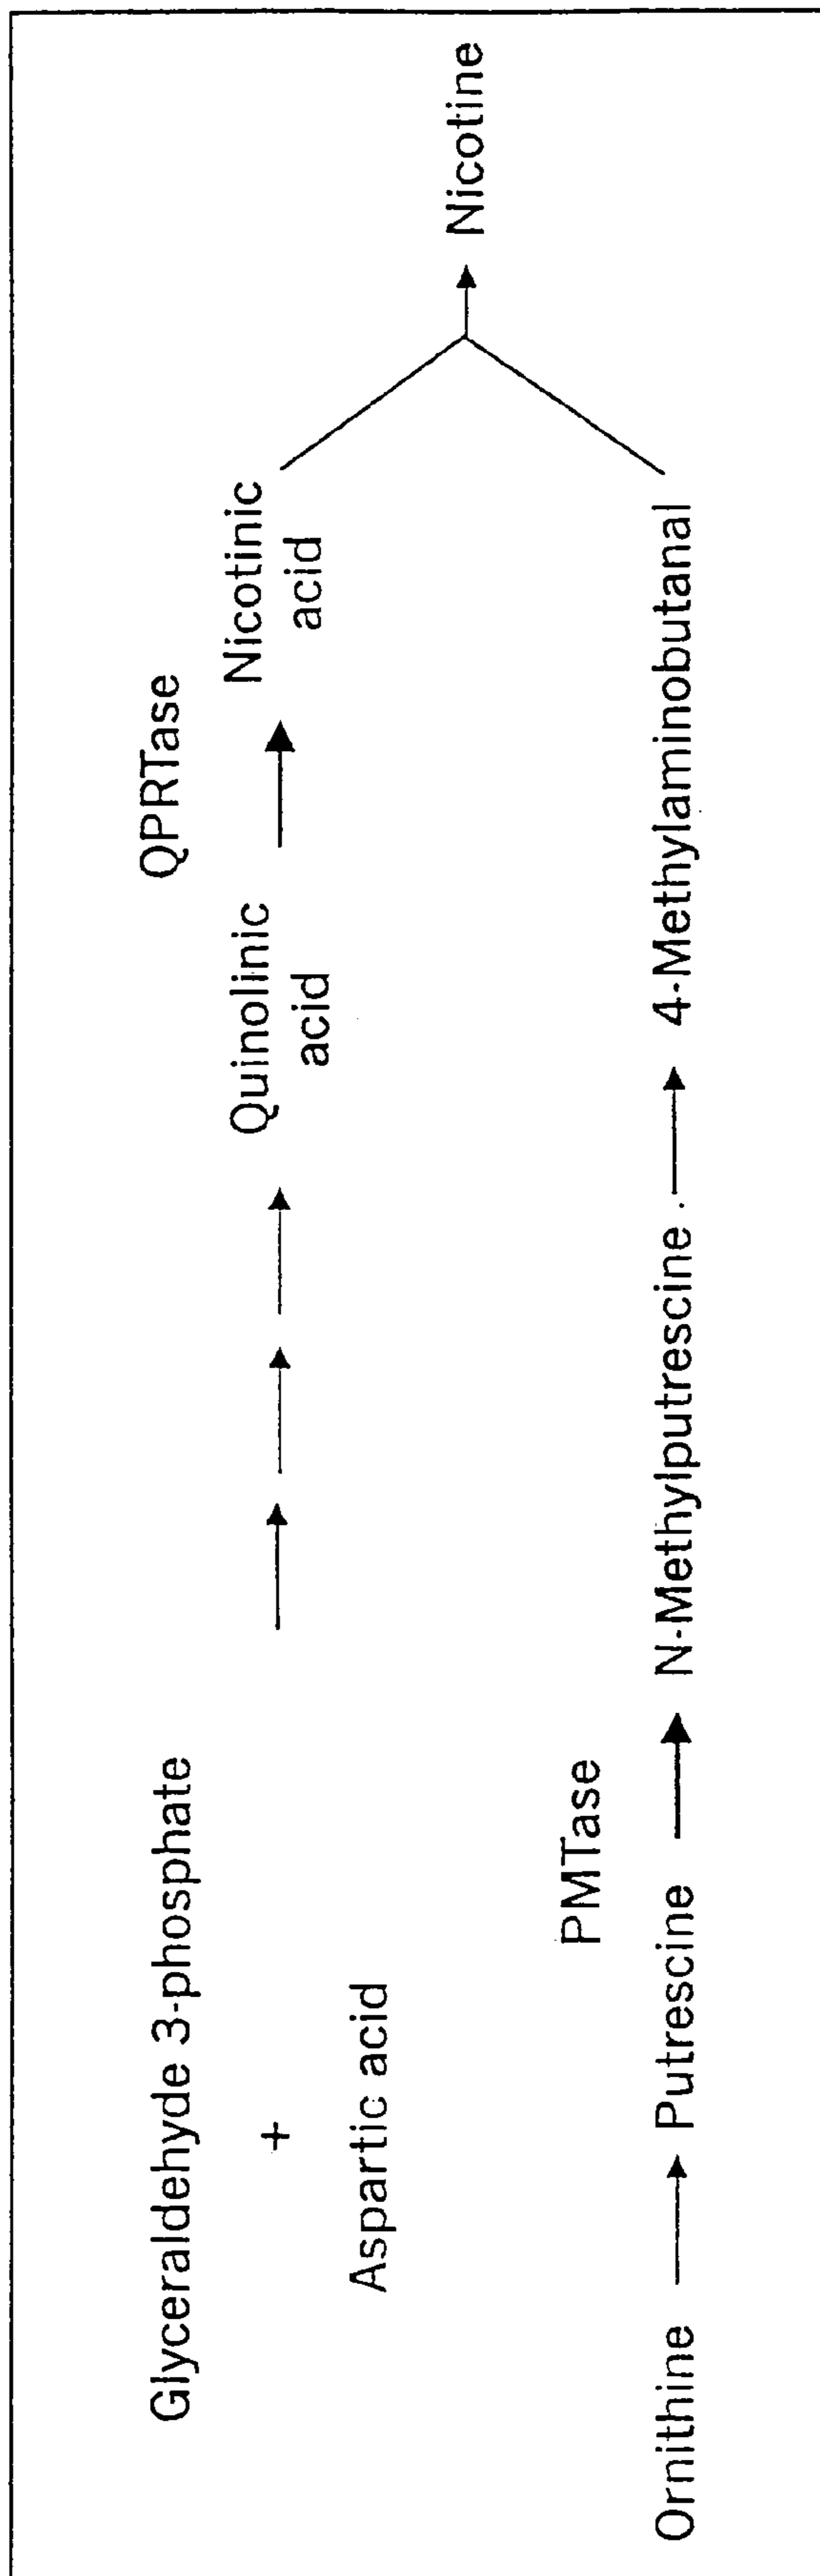 Glyceraldehyde 3-phosphate
+
Aspartic acid
Quinolinic
acid
QPRTase
Nicotinic
acid
Nicotine
Ornithine
Putrescine
PMTase
N-Methylputrescine
4-Methylaminobutanal